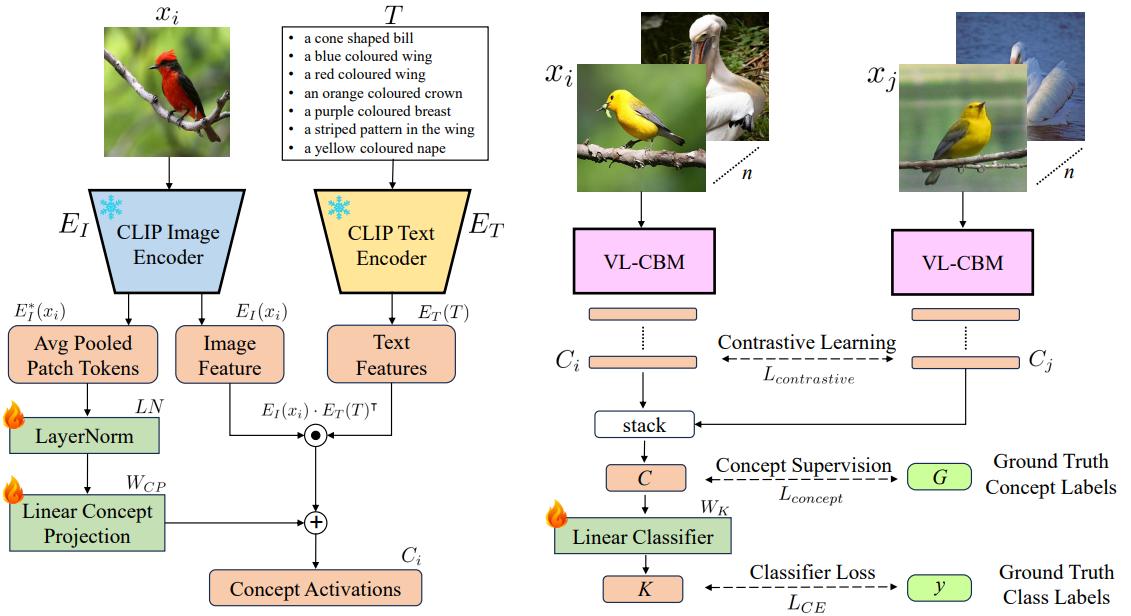 x_i
T
• a cone shaped bill
• a blue coloured wing
• a red coloured wing
• an orange coloured crown
• a purple coloured breast
• a striped pattern in the wing
• a yellow coloured nape
E_I
CLIP Image
Encoder
CLIP Text
Encoder
E_T
E_I^*(x_i)
E_I(x_i)
E_T(T)
Avg Pooled
Patch Tokens
Image
Feature
Text
Features
LN
LayerNorm
E_I(x_i) · E_T(T)^⊺
W_{CP}
Linear Concept
Projection
+
C_i
Concept Activations
x_i
n
x_j
n
VL-CBM
VL-CBM
C_i
Contrastive Learning
L_{contrastive}
C_j
stack
C
Concept Supervision
L_{concept}
G
Ground Truth
Concept Labels
W_K
Linear Classifier
K
Classifier Loss
L_{CE}
y
Ground Truth
Class Labels